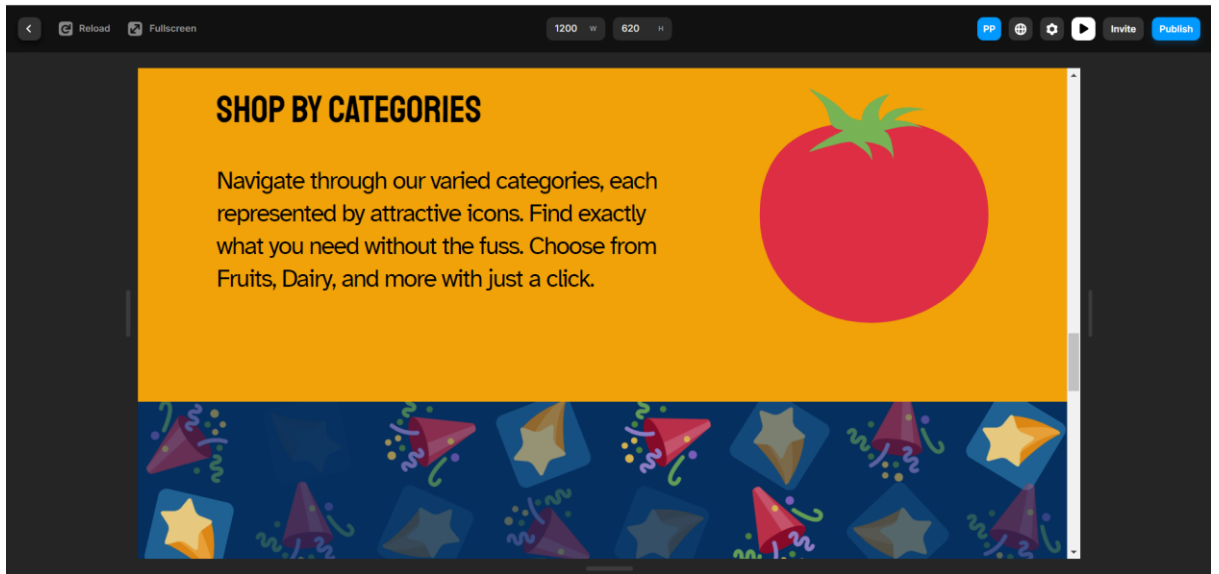 Reload
Fullscreen
1200 W
620 H
PP
Invite
Publish
SHOP BY CATEGORIES
Navigate through our varied categories, each
represented by attractive icons. Find exactly
what you need without the fuss. Choose from
Fruits, Dairy, and more with just a click.